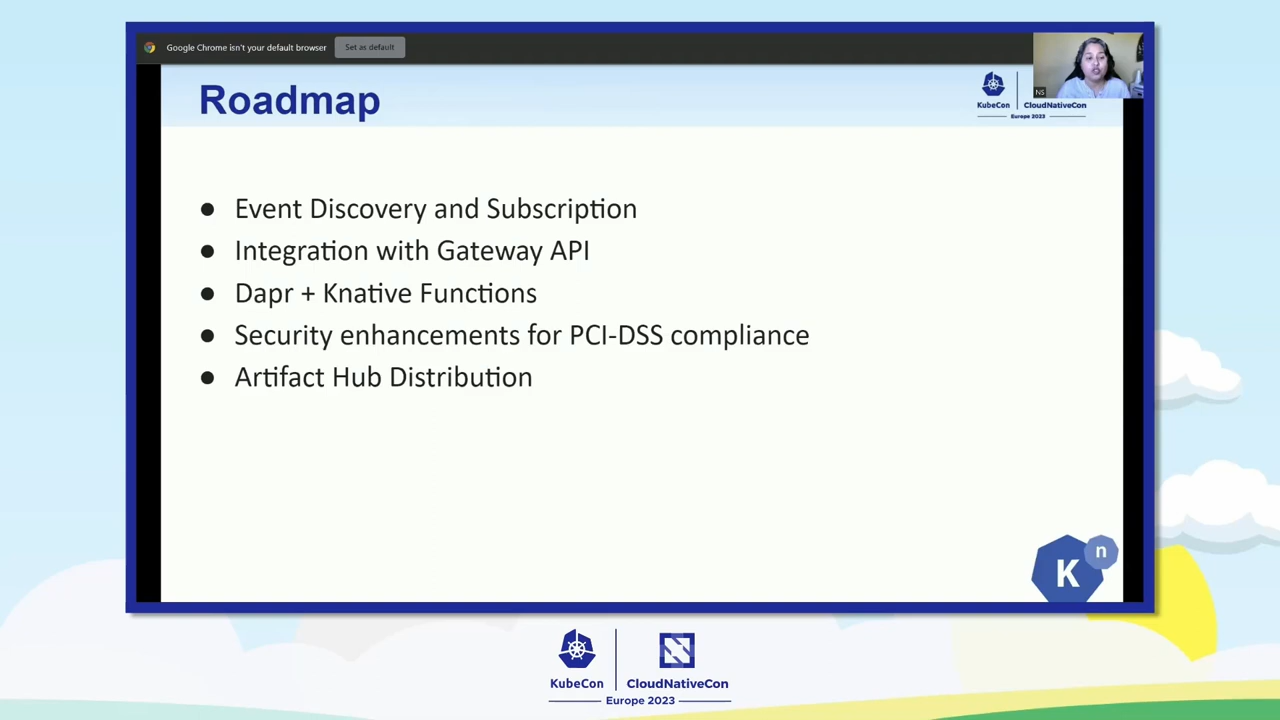 Google Chrome isn't your default browser
Set as default
NS
Roadmap
KubeCon
CloudNativeCon
Europe 2023
● Event Discovery and Subscription
● Integration with Gateway API
● Dapr + Knative Functions
● Security enhancements for PCI-DSS compliance
● Artifact Hub Distribution
K
n
KubeCon
CloudNativeCon
Europe 2023